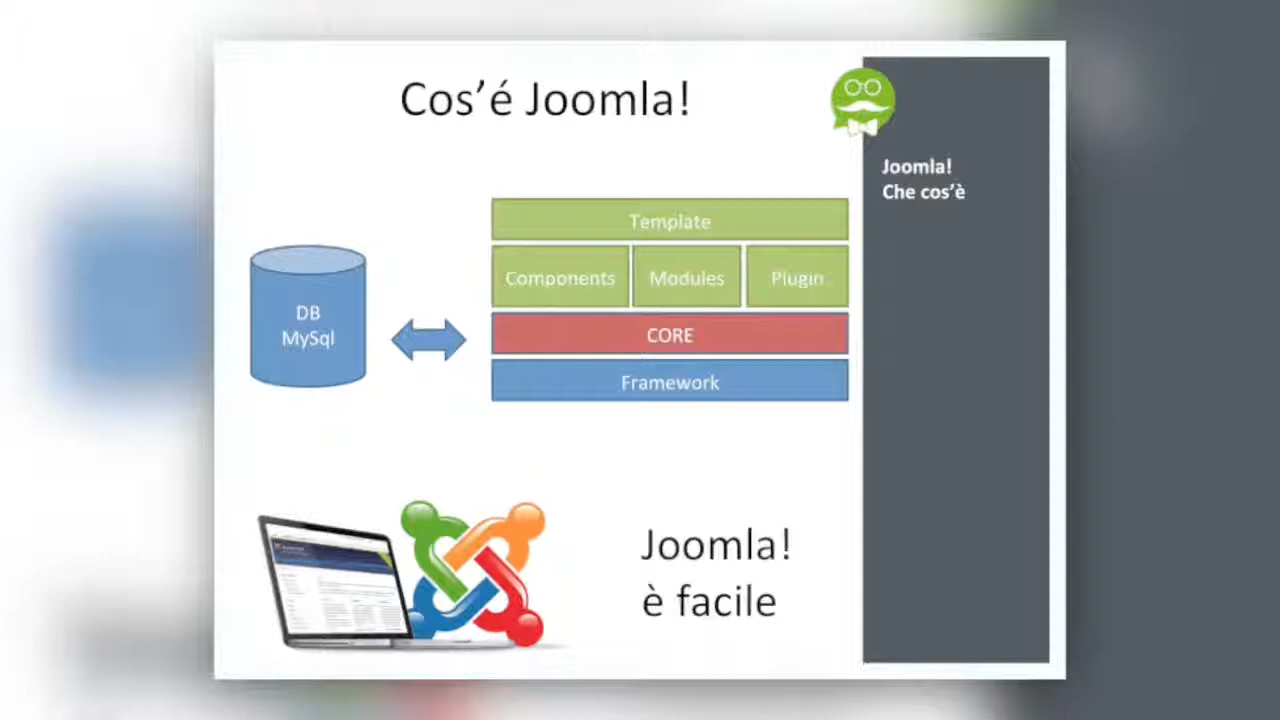 Cos’é Joomla!
Joomla!
Che cos’è
Template
Components Modules Plugin
DB
MySql
CORE
Framework
Joomla!
è facile